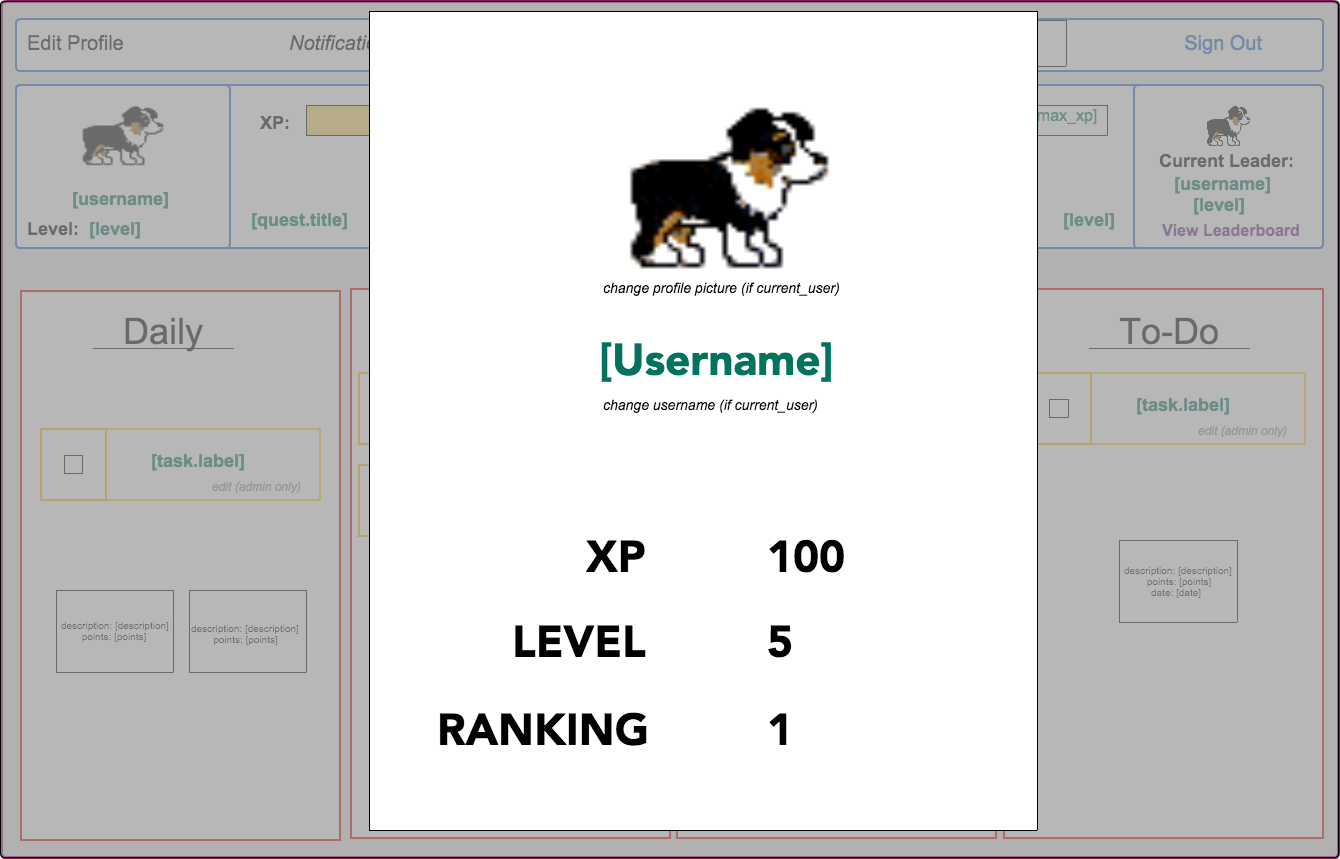 Edit Profile
Notificatio
Sign Out
XP:
max_xp]
[username]
Level: [level]
[quest.title]
[level]
Current Leader:
[username]
[level]
View Leaderboard
change profile picture (if current_user)
[Username]
change username (if current_user)
XP 100
LEVEL 5
RANKING 1
Daily
[task.label]
edit (admin only)
description: [description]
points: [points]
description: [description]
points: [points]
To-Do
[task.label]
edit (admin only)
description: [description]
points: [points]
date: [date]